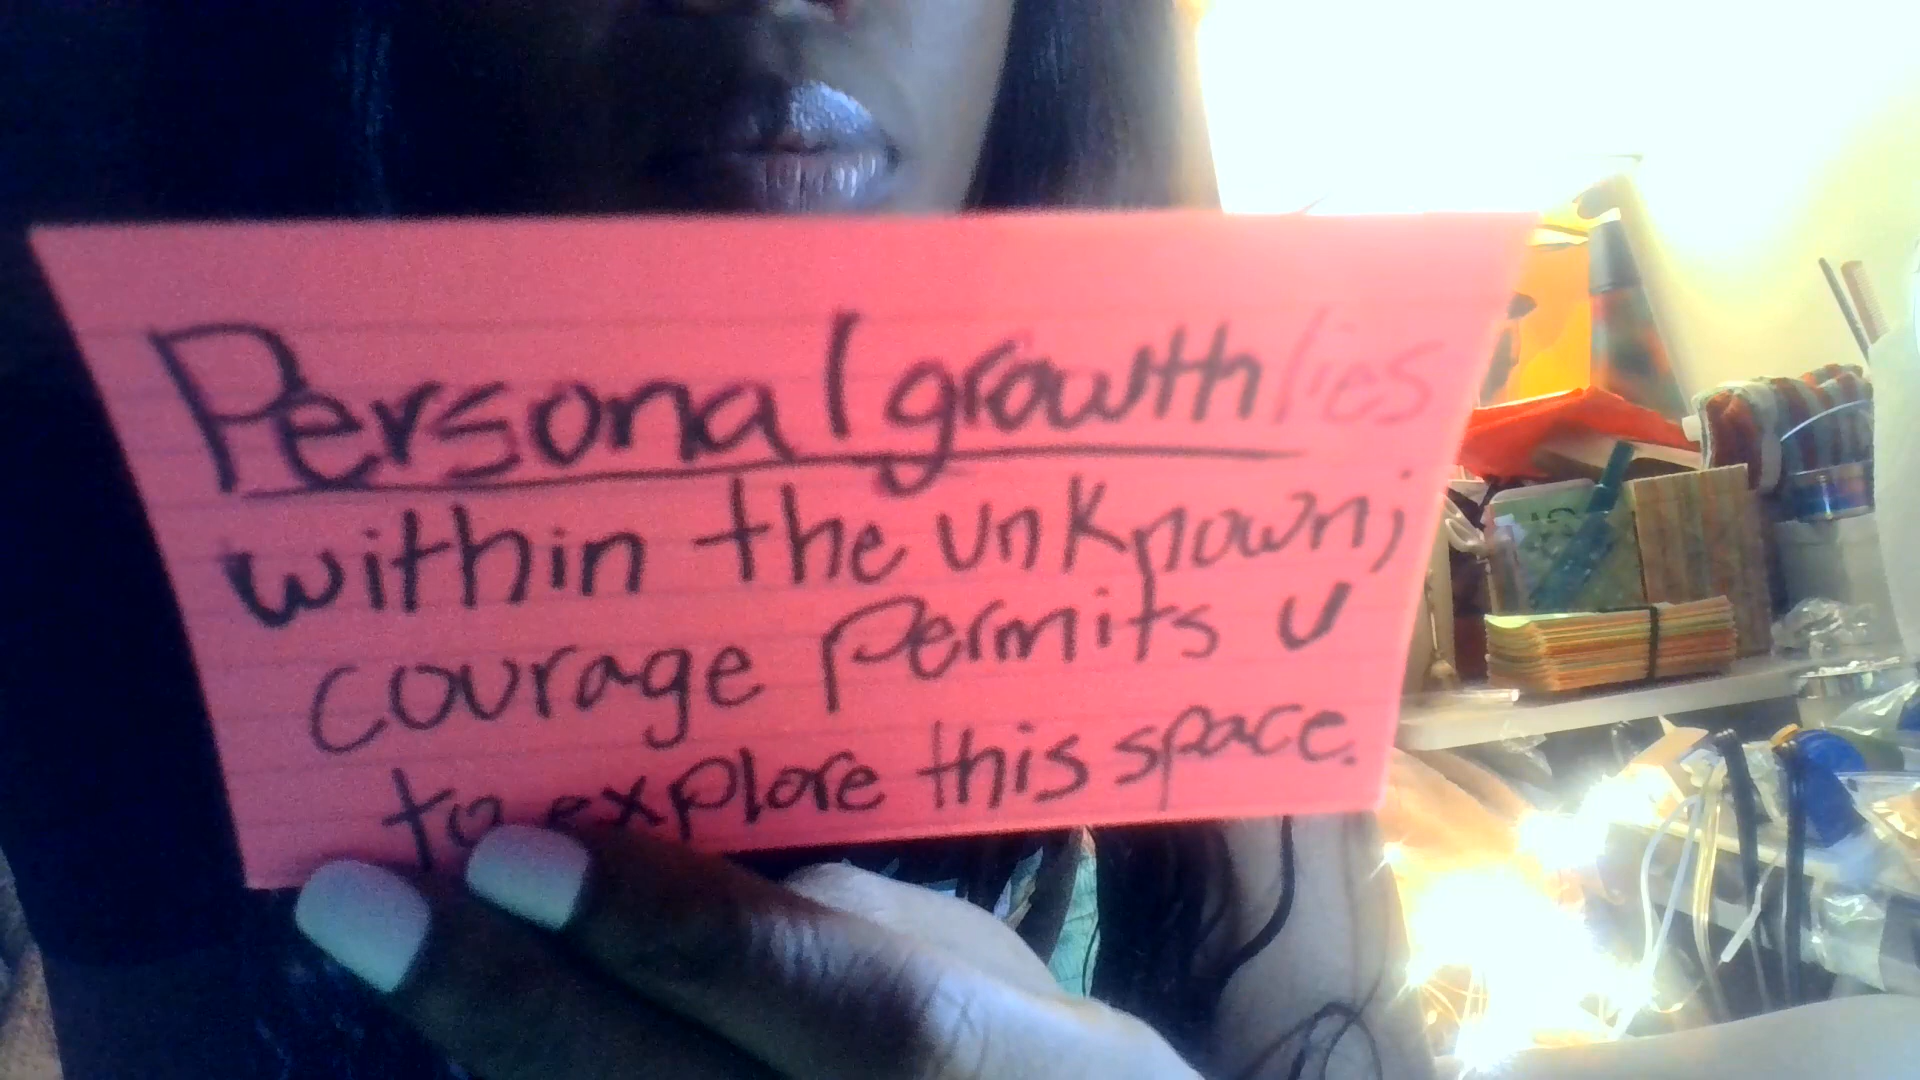 Personal growth lies
within the unknown;
courage permits U
to explore this space.